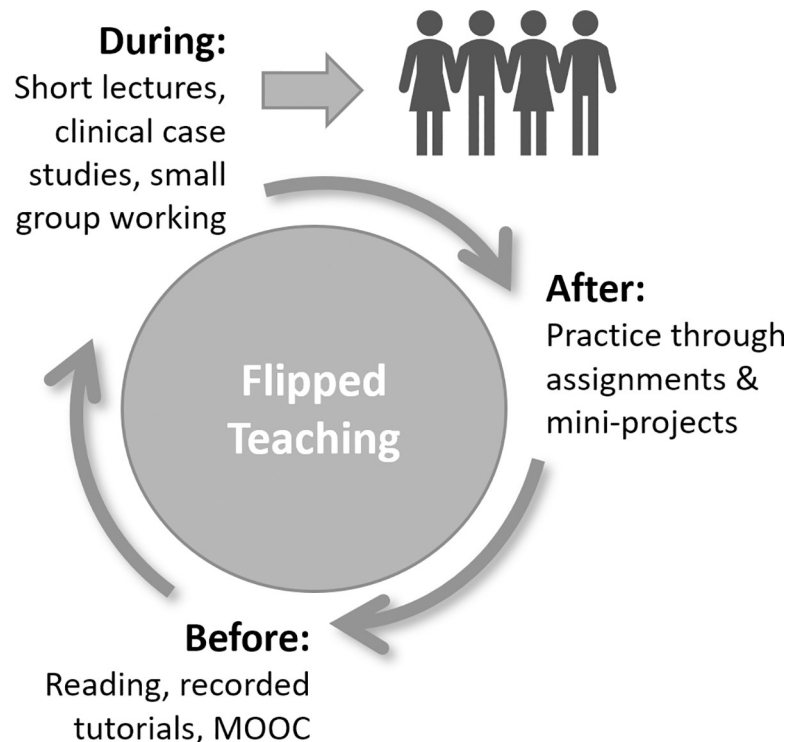 During:
Short lectures,
clinical case
studies, small
group working
After:
Practice through
assignments &
mini-projects
Flipped
Teaching
Before:
Reading, recorded
tutorials, MOOC